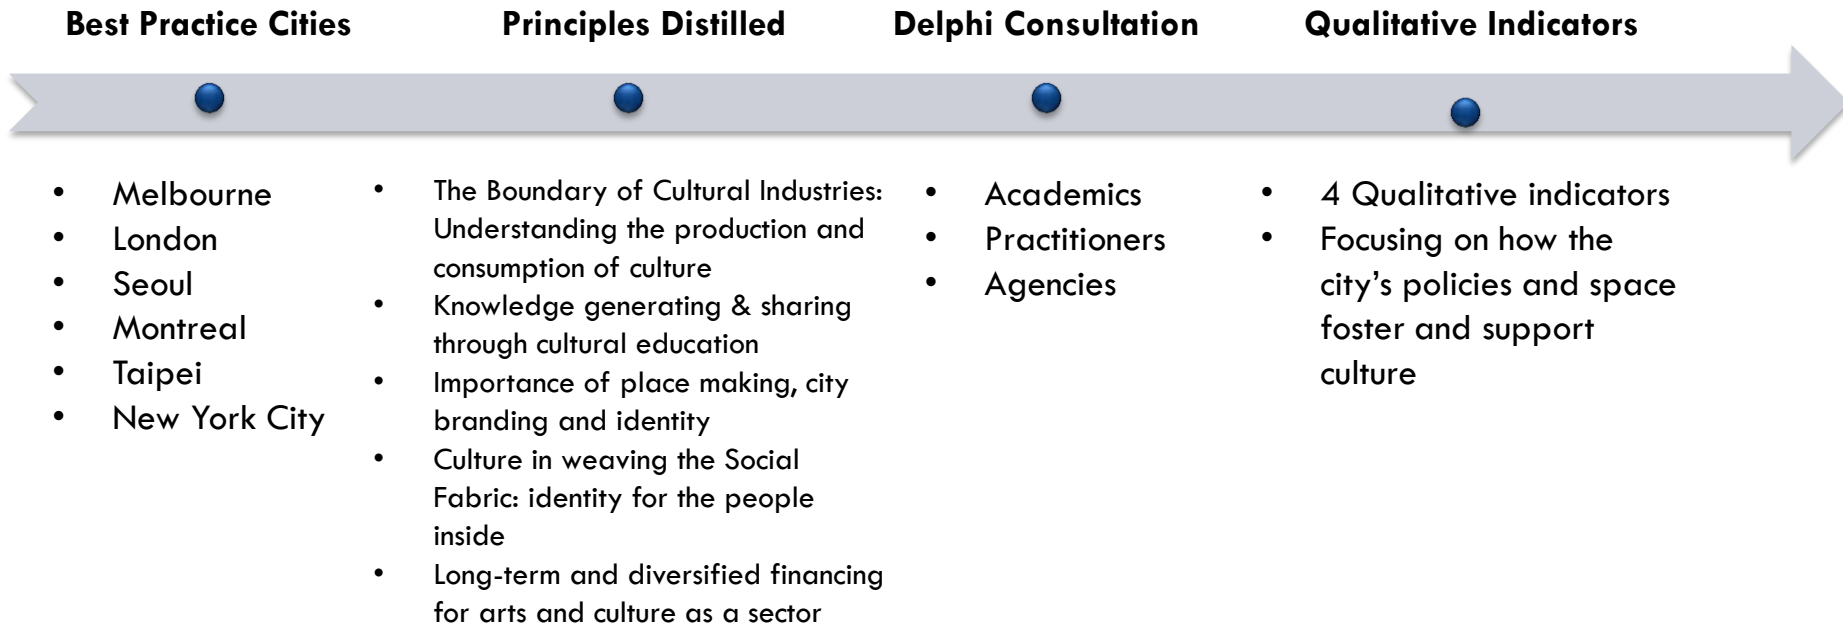 Best Practice Cities
Principles Distilled
Delphi Consultation
Qualitative Indicators
• Melbourne
• London
• Seoul
• Montreal
• Taipei
• New York City
• The Boundary of Cultural Industries:
Understanding the production and
consumption of culture
• Knowledge generating & sharing
through cultural education
• Importance of place making, city
branding and identity
• Culture in weaving the Social
Fabric: identity for the people
inside
• Long-term and diversified financing
for arts and culture as a sector
• Academics
• Practitioners
• Agencies
• 4 Qualitative indicators
• Focusing on how the
city’s policies and space
foster and support
culture